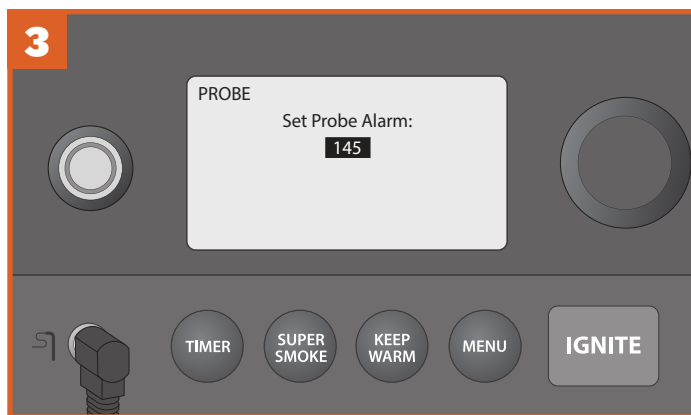 3
PROBE
Set Probe Alarm:
145
TIMER
SUPER
SMOKE
KEEP
WARM
MENU
IGNITE